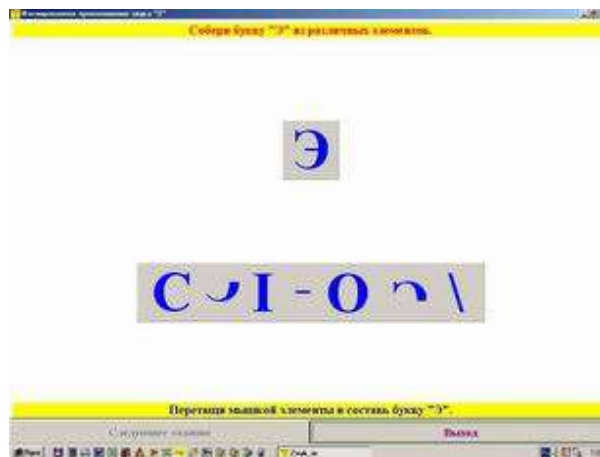 Собери букву "Э" из различных элементов.
Э
С I - О \
Перетащи мышкой элементы и составь букву "Э".
Следующее задание
Выход